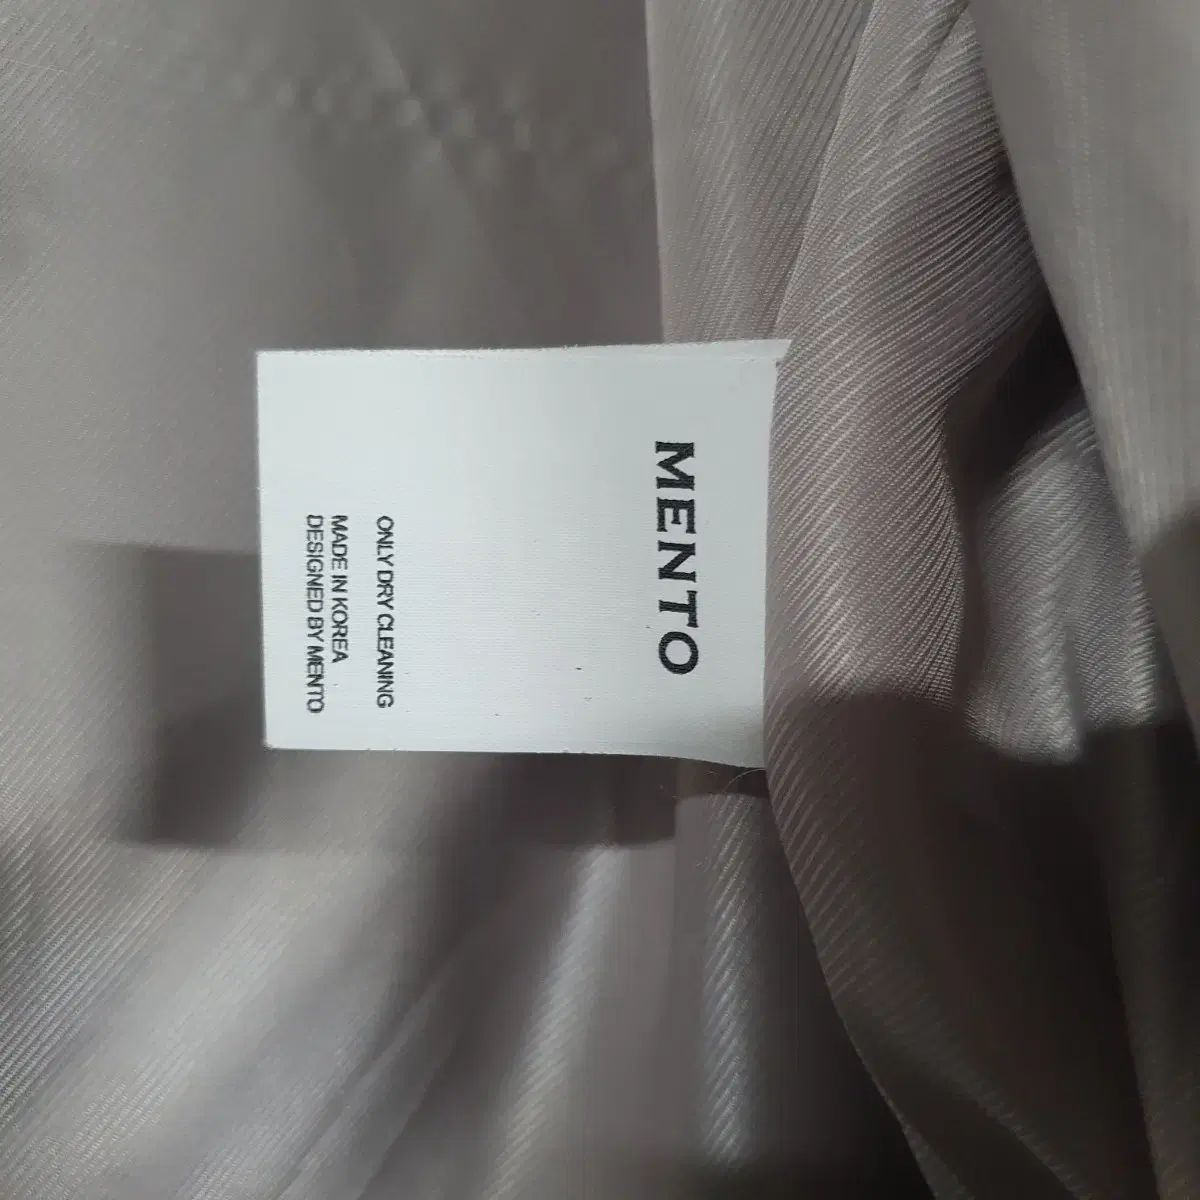 MENTO
ONLY DRY CLEANING
MADE IN KOREA
DESIGNED BY MENTO